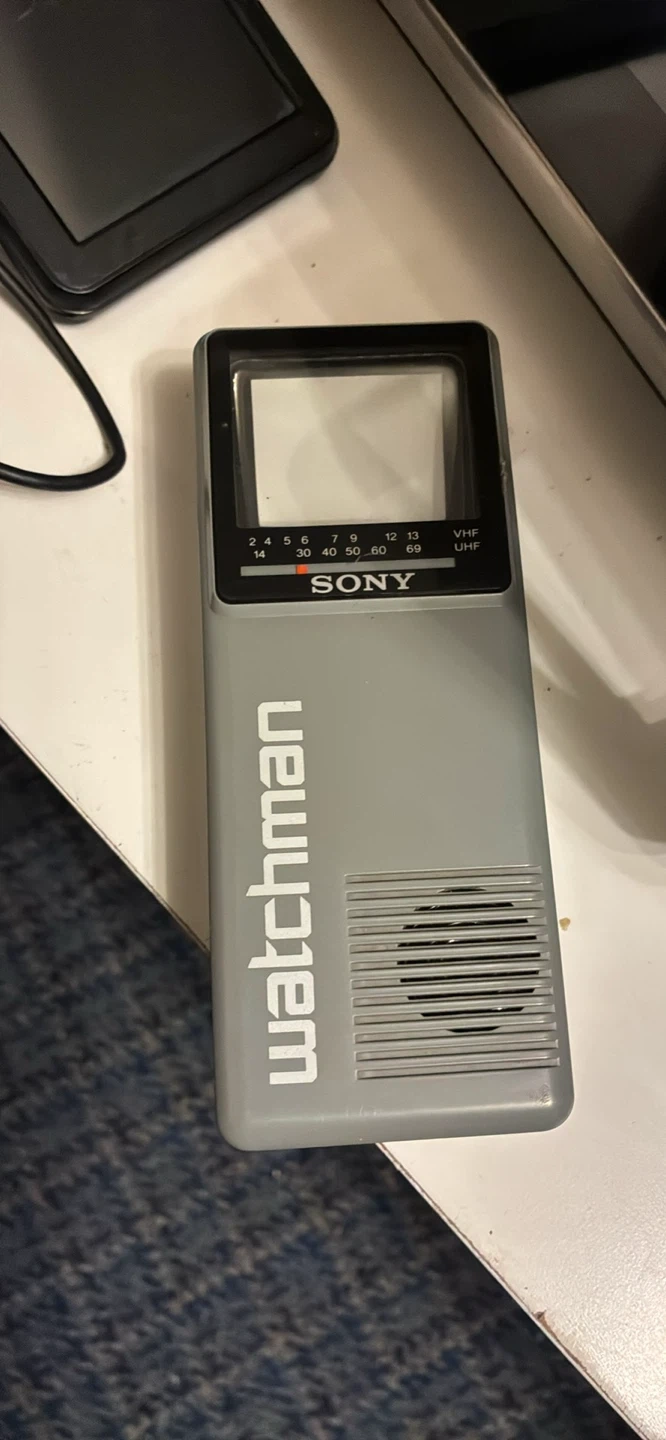 2 4 5 6 7 9 12 13 VHF
14 30 40 50 60 69 UHF
SONY
watchman